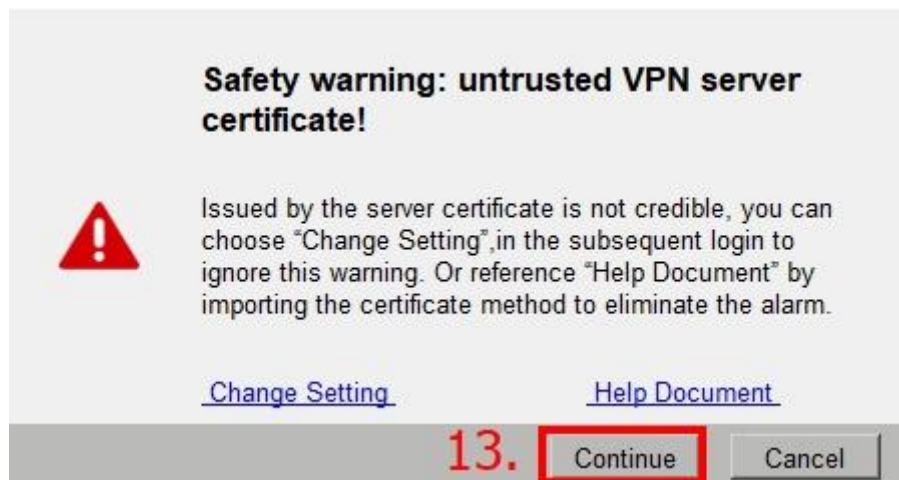 Safety warning: untrusted VPN server
certificate!
Issued by the server certificate is not credible, you can
choose “Change Setting”,in the subsequent login to
ignore this warning. Or reference “Help Document” by
importing the certificate method to eliminate the alarm.
Change Setting Help Document
13. Continue Cancel